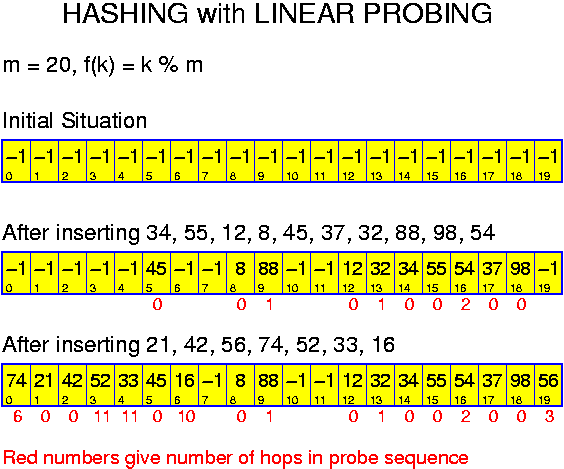 HASHING with LINEAR PROBING
m = 20, f(k) = k % m
Initial Situation
−1 −1 −1 −1 −1 −1 −1 −1 −1 −1 −1 −1 −1 −1 −1 −1 −1 −1 −1 −1
0 1 2 3 4 5 6 7 8 9 10 11 12 13 14 15 16 17 18 19
After inserting 34, 55, 12, 8, 45, 37, 32, 88, 98, 54
−1 −1 −1 −1 −1 45 −1 −1 8 88 −1 −1 12 32 34 55 54 37 98 −1
0 1 2 3 4 5 6 7 8 9 10 11 12 13 14 15 16 17 18 19
0 0 1 0 1 0 0 2 0 0
After inserting 21, 42, 56, 74, 52, 33, 16
74 21 42 52 33 45 16 −1 8 88 −1 −1 12 32 34 55 54 37 98 56
0 1 2 3 4 5 6 7 8 9 10 11 12 13 14 15 16 17 18 19
6 0 0 11 11 0 10 0 1 0 1 0 0 2 0 0 3
Red numbers give number of hops in probe sequence